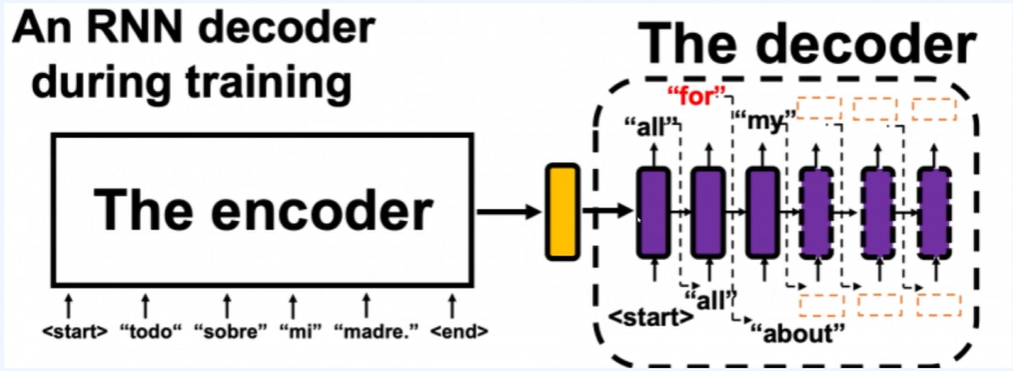 An RNN decoder
during training
The decoder
The encoder
<start> "todo" "sobre" "mi" "madre." <end>
"for"
"all" "my"
<start> "all"
"about"